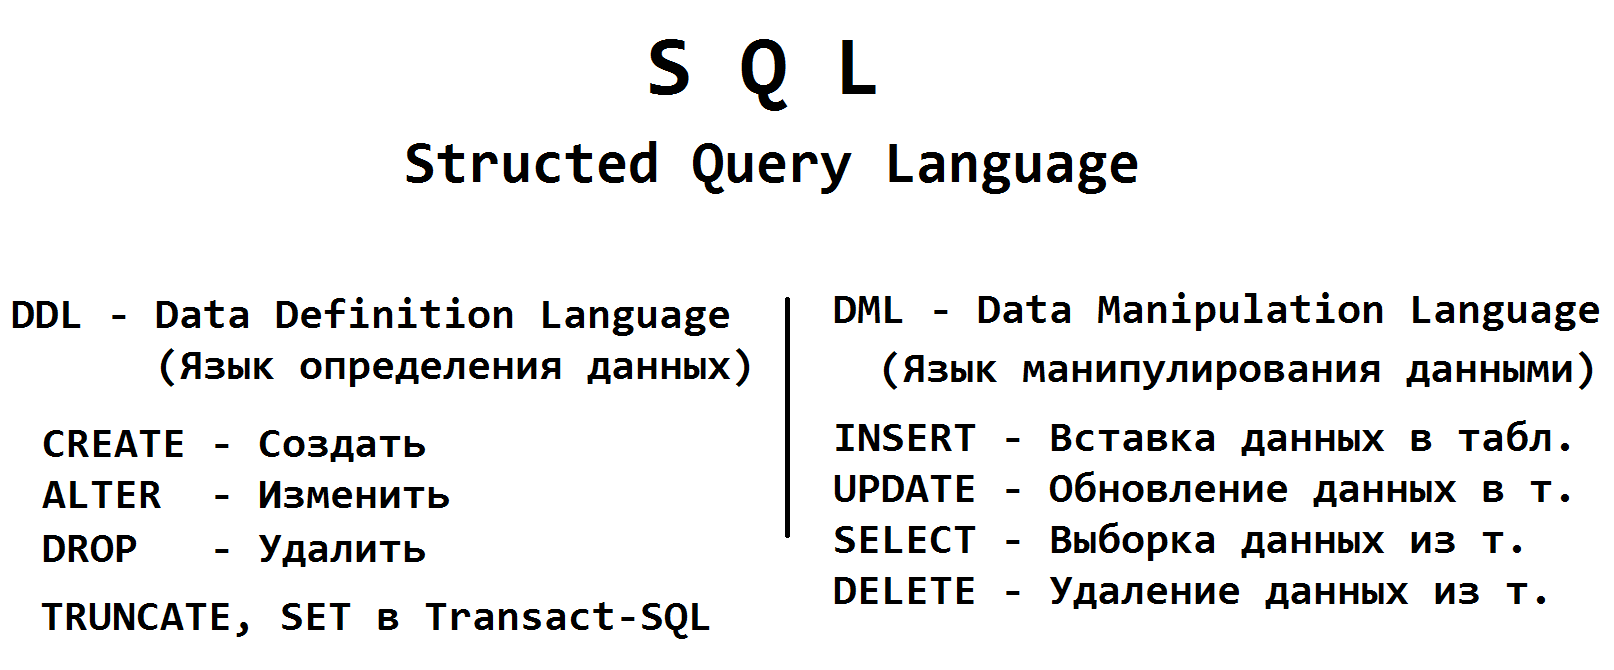 S Q L
Structed Query Language
DDL - Data Definition Language
(Язык определения данных)
CREATE - Создать
ALTER - Изменить
DROP - Удалить
TRUNCATE, SET в Transact-SQL
DML - Data Manipulation Language
(Язык манипулирования данными)
INSERT - Вставка данных в табл.
UPDATE - Обновление данных в т.
SELECT - Выборка данных из т.
DELETE - Удаление данных из т.